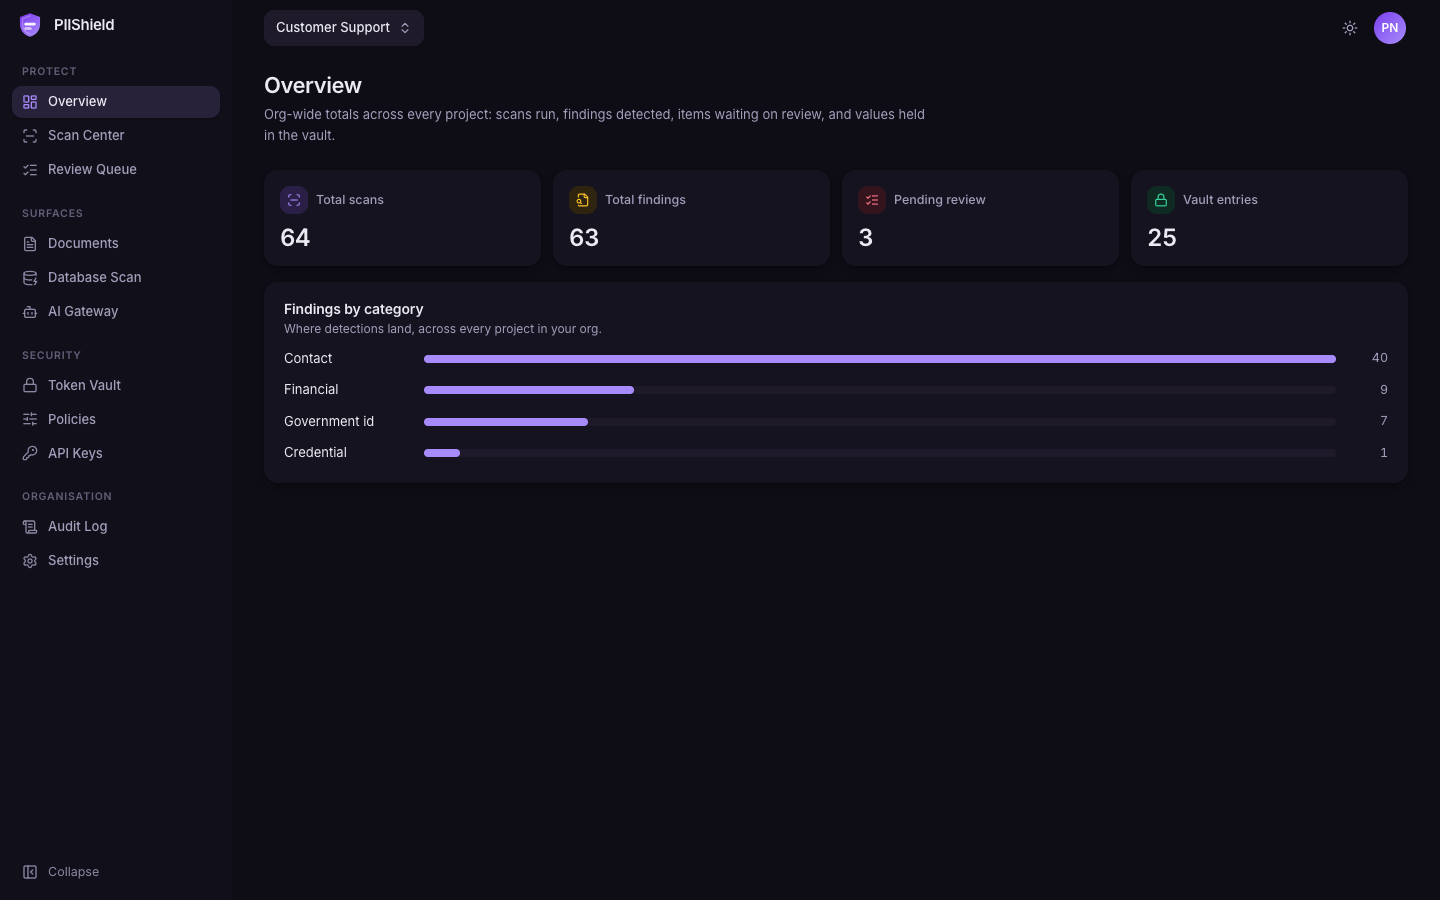 PIIShield
PROTECT
Overview
Scan Center
Review Queue
SURFACES
Documents
Database Scan
AI Gateway
SECURITY
Token Vault
Policies
API Keys
ORGANISATION
Audit Log
Settings
Collapse
Customer Support
PN
Overview
Org-wide totals across every project: scans run, findings detected, items waiting on review, and values held
in the vault.
Total scans
64
Total findings
63
Pending review
3
Vault entries
25
Findings by category
Where detections land, across every project in your org.
Contact 40
Financial 9
Government id 7
Credential 1